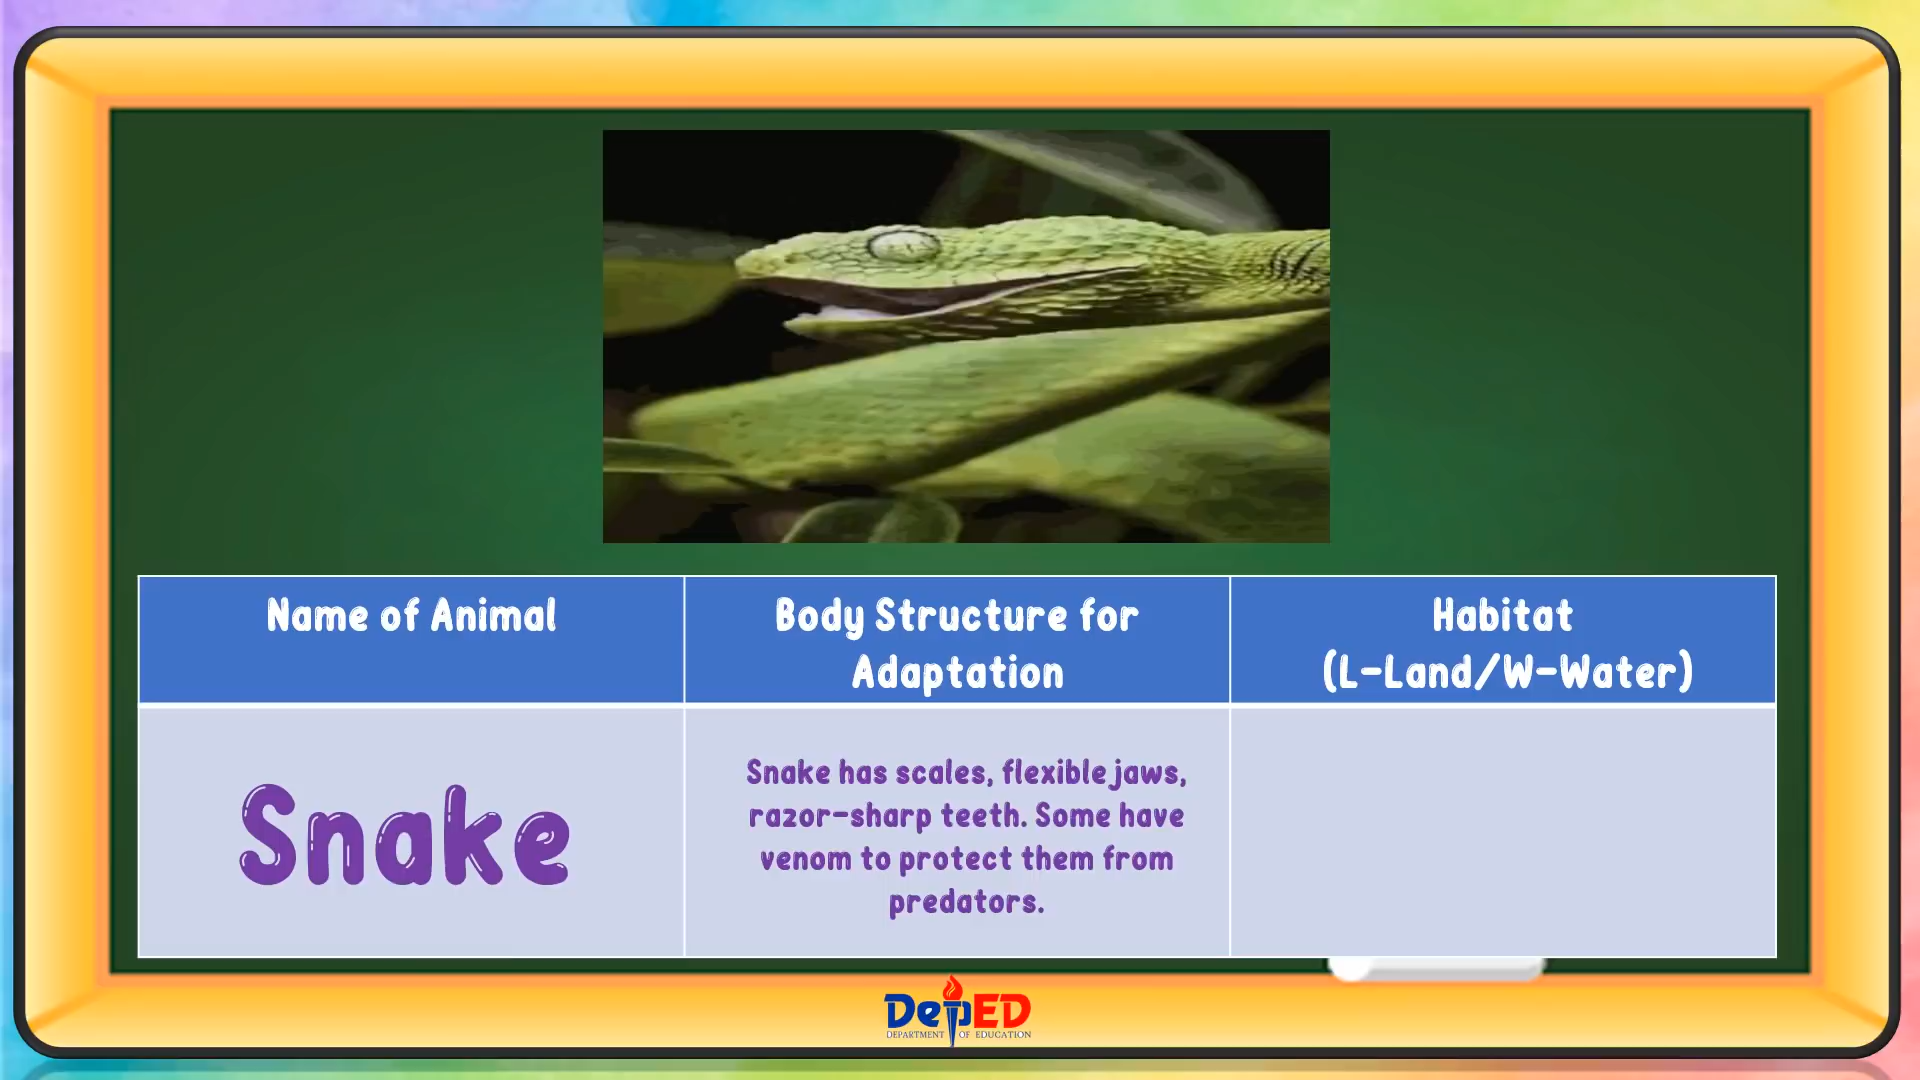 Name of Animal
Body Structure for
Adaptation
Habitat
(L-Land/W-Water)
Snake
Snake has scales, flexible jaws,
razor-sharp teeth. Some have
venom to protect them from
predators.
DepED
DEPARTMENT OF EDUCATION